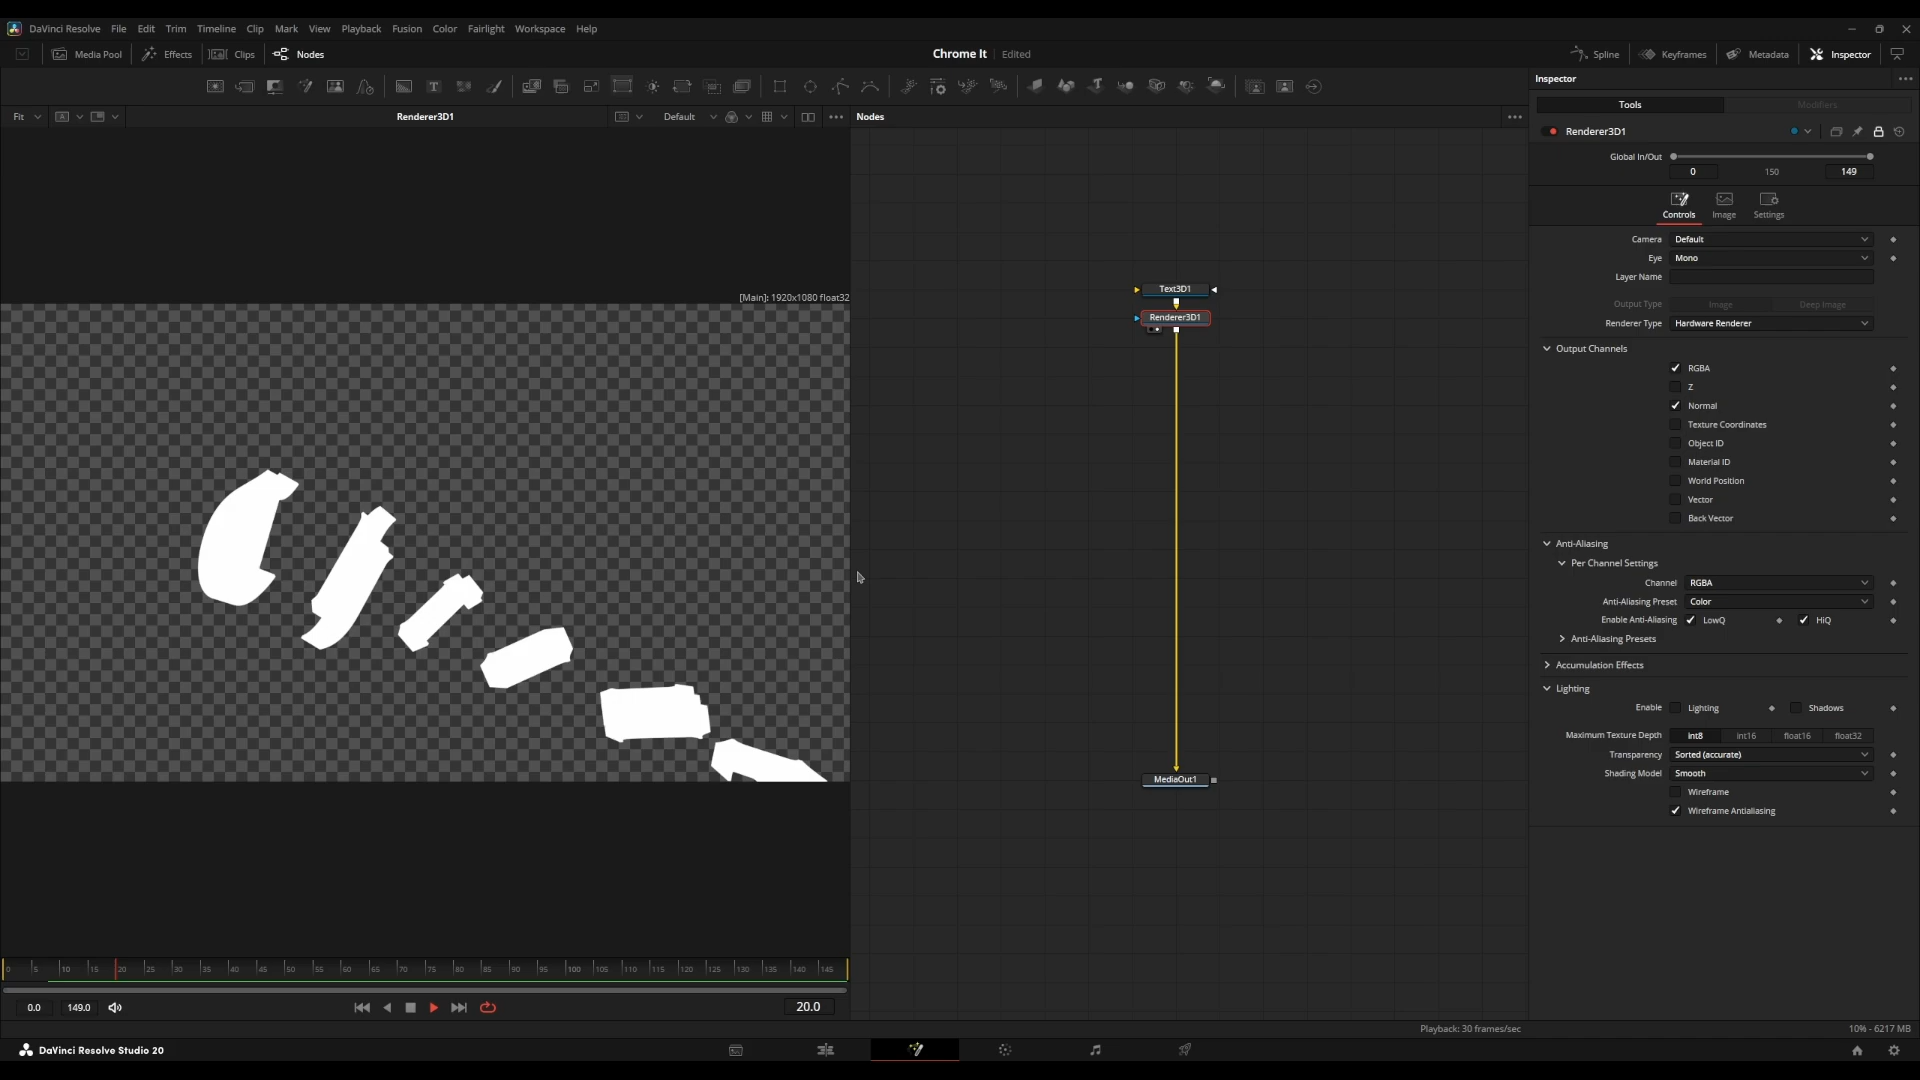 DaVinci Resolve File Edit Trim Timeline Clip Mark View Playback Fusion Color Fairlight Workspace Help
Media Pool Effects Clips Nodes Chrome It Edited Spline Keyframes Metadata Inspector
Fit Renderer3D1 Default Nodes
[Main]: 1920x1080 float32
Text3D1
Renderer3D1
MediaOut1
0 5 10 15 20 25 30 35 40 45 50 55 60 65 70 75 80 85 90 95 100 105 110 115 120 125 130 135 140 145
0.0 149.0 20.0
Inspector
Tools Modifiers
Renderer3D1
Global In/Out
0 150 149
Controls Image Settings
Camera Default
Eye Mono
Layer Name
Output Type Image Deep Image
Renderer Type Hardware Renderer
Output Channels
RGBA
Z
Normal
Texture Coordinates
Object ID
Material ID
World Position
Vector
Back Vector
Anti-Aliasing
Per Channel Settings
Channel RGBA
Anti-Aliasing Preset Color
Enable Anti-Aliasing LowQ HiQ
Anti-Aliasing Presets
Accumulation Effects
Lighting
Enable Lighting Shadows
Maximum Texture Depth int8 int16 float16 float32
Transparency Sorted (accurate)
Shading Model Smooth
Wireframe
Wireframe Antialiasing
Playback: 30 frames/sec 10% - 6217 MB
DaVinci Resolve Studio 20